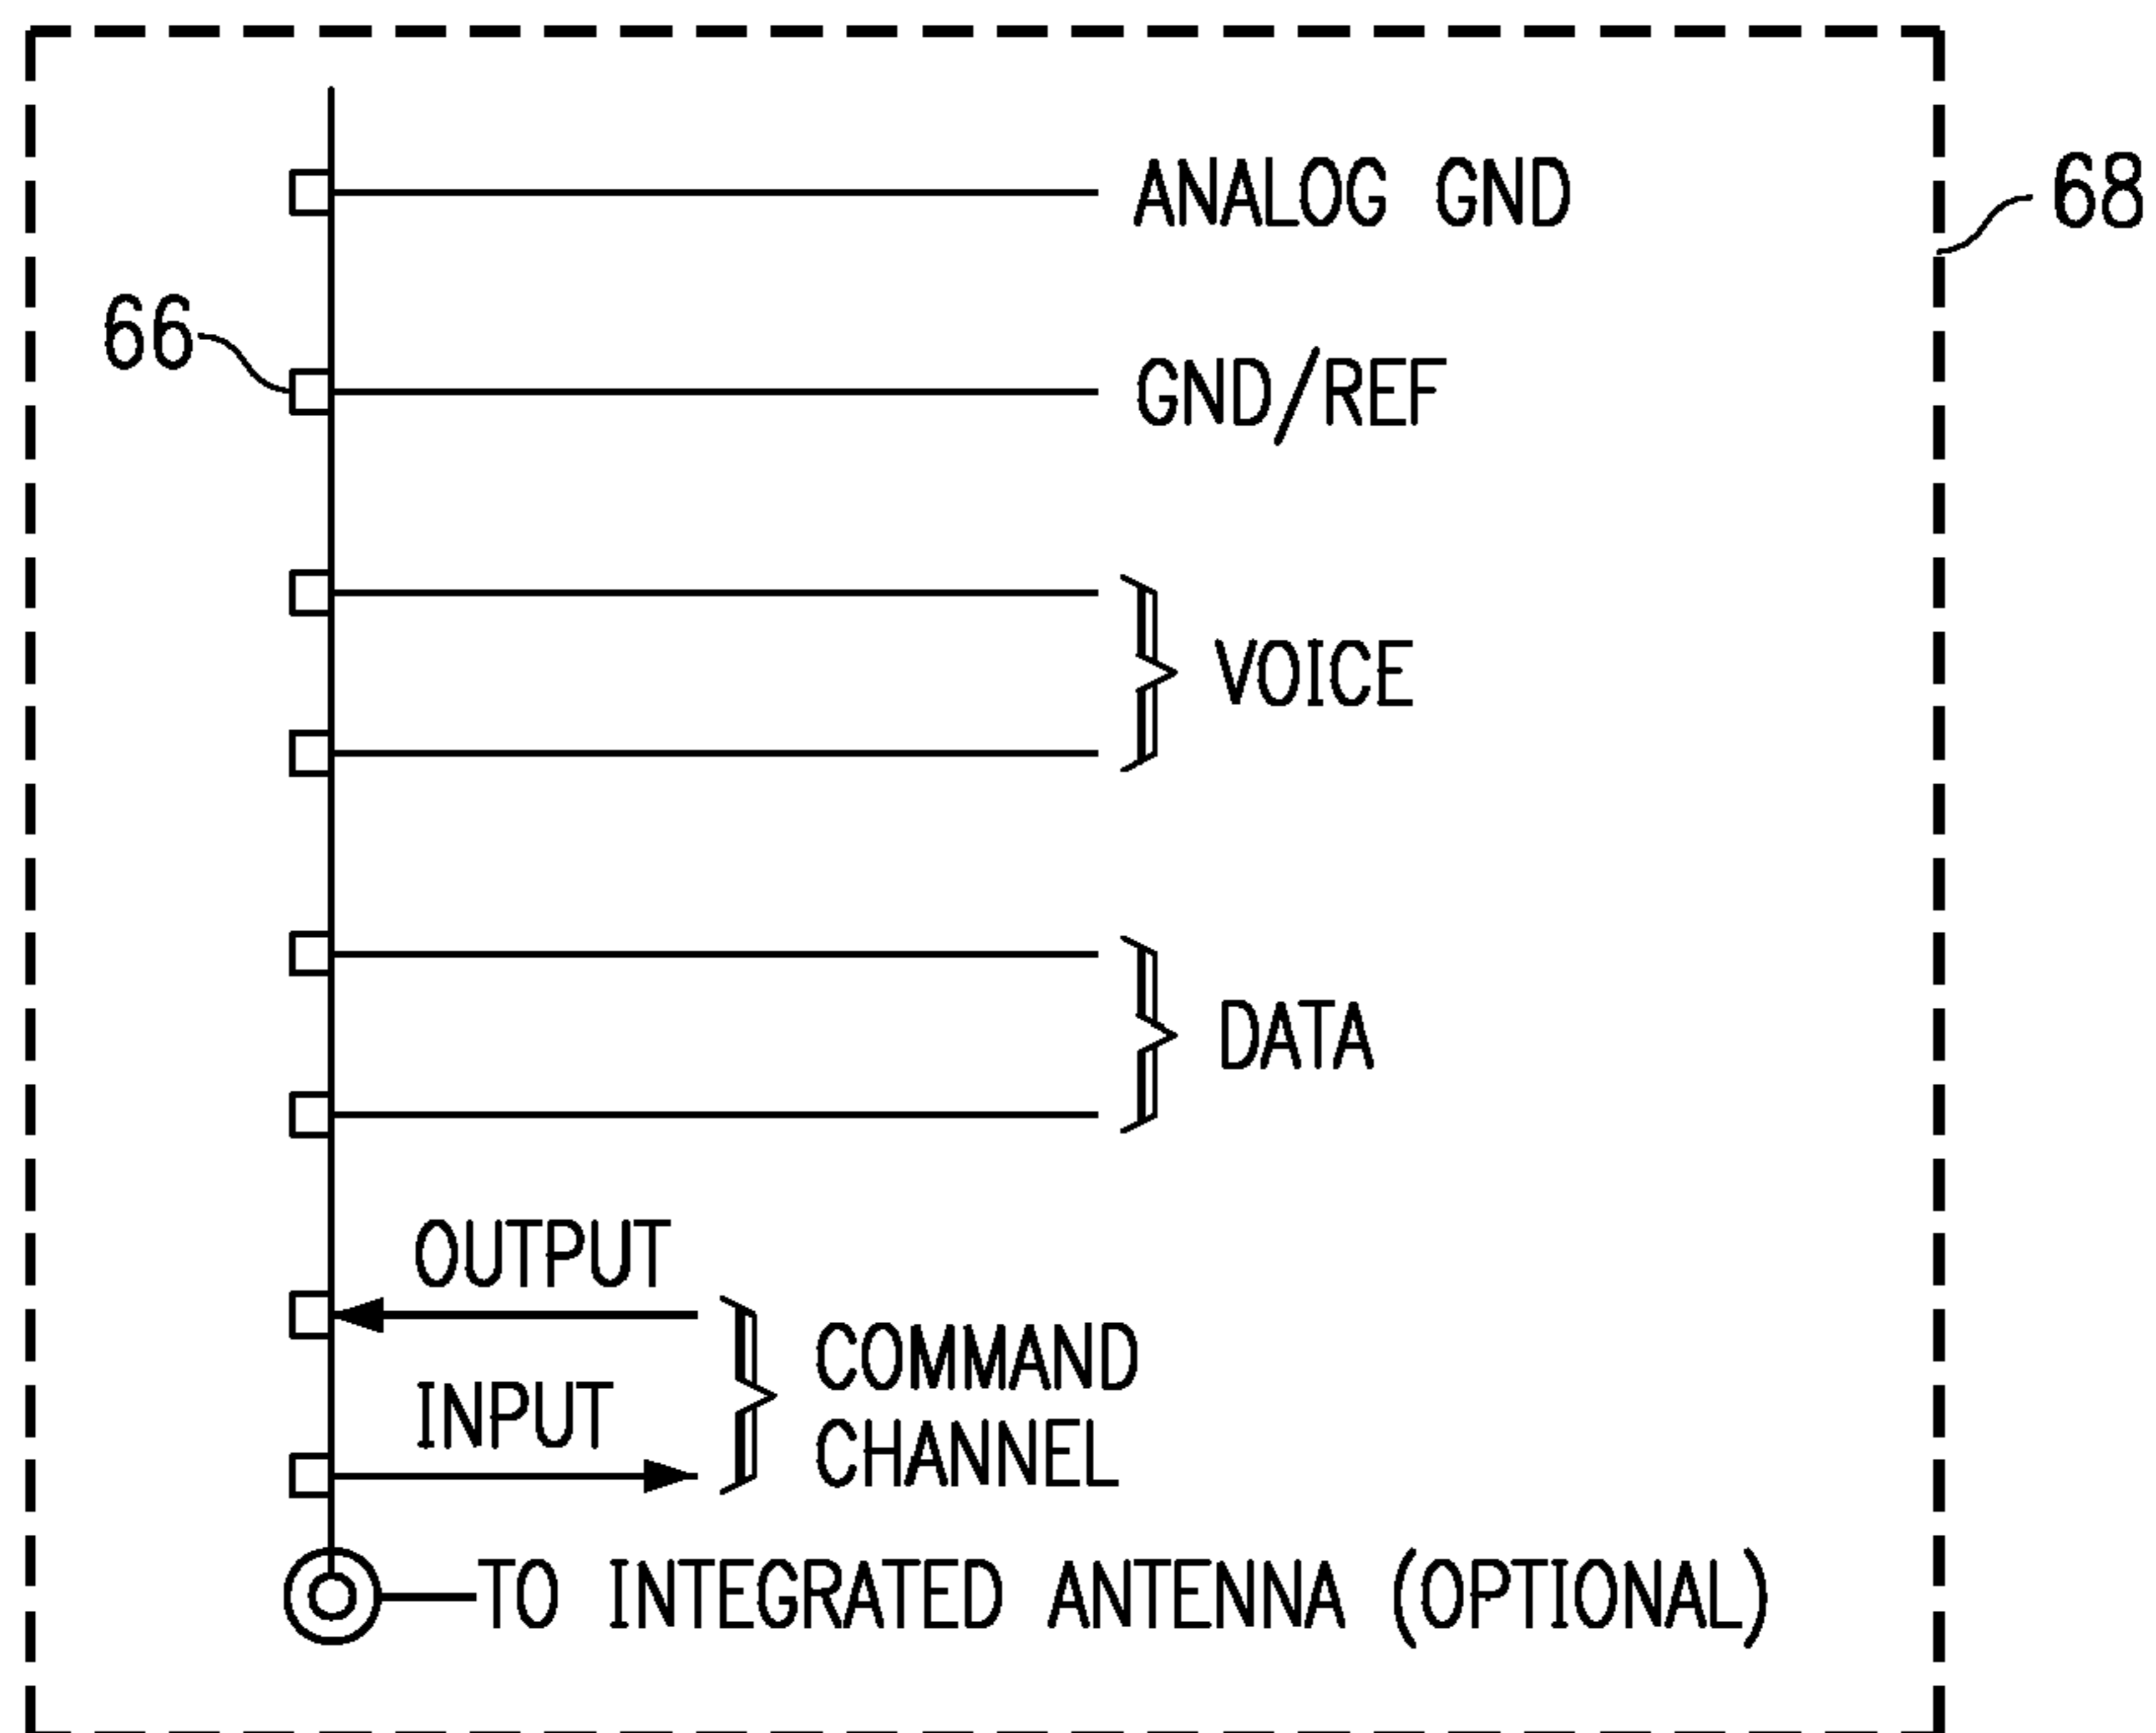 ANALOG GND
68
66
GND/REF
VOICE
DATA
OUTPUT
INPUT
COMMAND
CHANNEL
TO INTEGRATED ANTENNA (OPTIONAL)